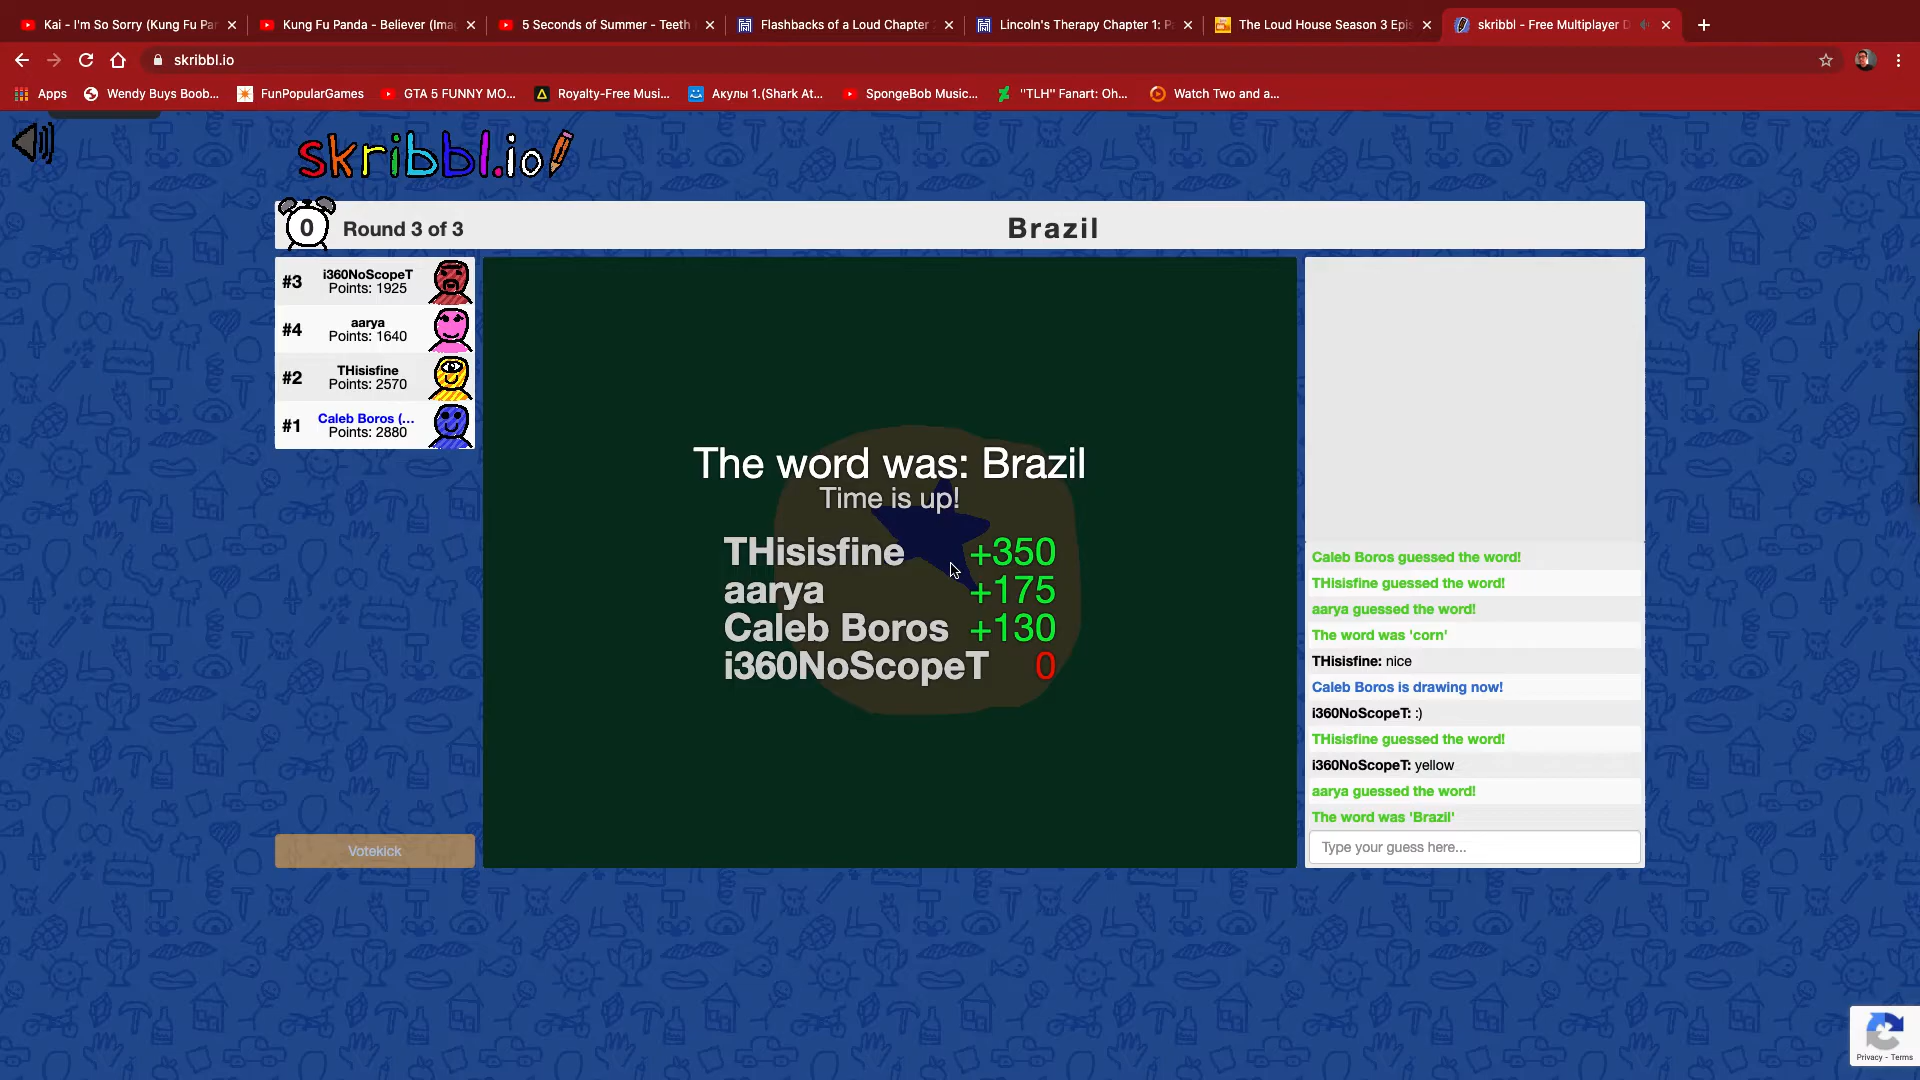 Kai - I'm So Sorry (Kung Fu Pan
Kung Fu Panda - Believer (Imag
5 Seconds of Summer - Teeth
Flashbacks of a Loud Chapter
Lincoln's Therapy Chapter 1: P
The Loud House Season 3 Epis
skribbl - Free Multiplayer D
skribbl.io
Apps
Wendy Buys Boob...
FunPopularGames
GTA 5 FUNNY MO...
Royalty-Free Musi...
Акулы 1.(Shark At...
SpongeBob Music...
"TLH" Fanart: Oh...
Watch Two and a...
skribbl.io
0
Round 3 of 3
Brazil
#3
i360NoScopeT
Points: 1925
#4
aarya
Points: 1640
#2
THisisfine
Points: 2570
#1
Caleb Boros (...
Points: 2880
Votekick
The word was: Brazil
Time is up!
THisisfine +350
aarya +175
Caleb Boros +130
i360NoScopeT 0
Caleb Boros guessed the word!
THisisfine guessed the word!
aarya guessed the word!
The word was 'corn'
THisisfine: nice
Caleb Boros is drawing now!
i360NoScopeT: :)
THisisfine guessed the word!
i360NoScopeT: yellow
aarya guessed the word!
The word was 'Brazil'
Type your guess here...
Privacy - Terms